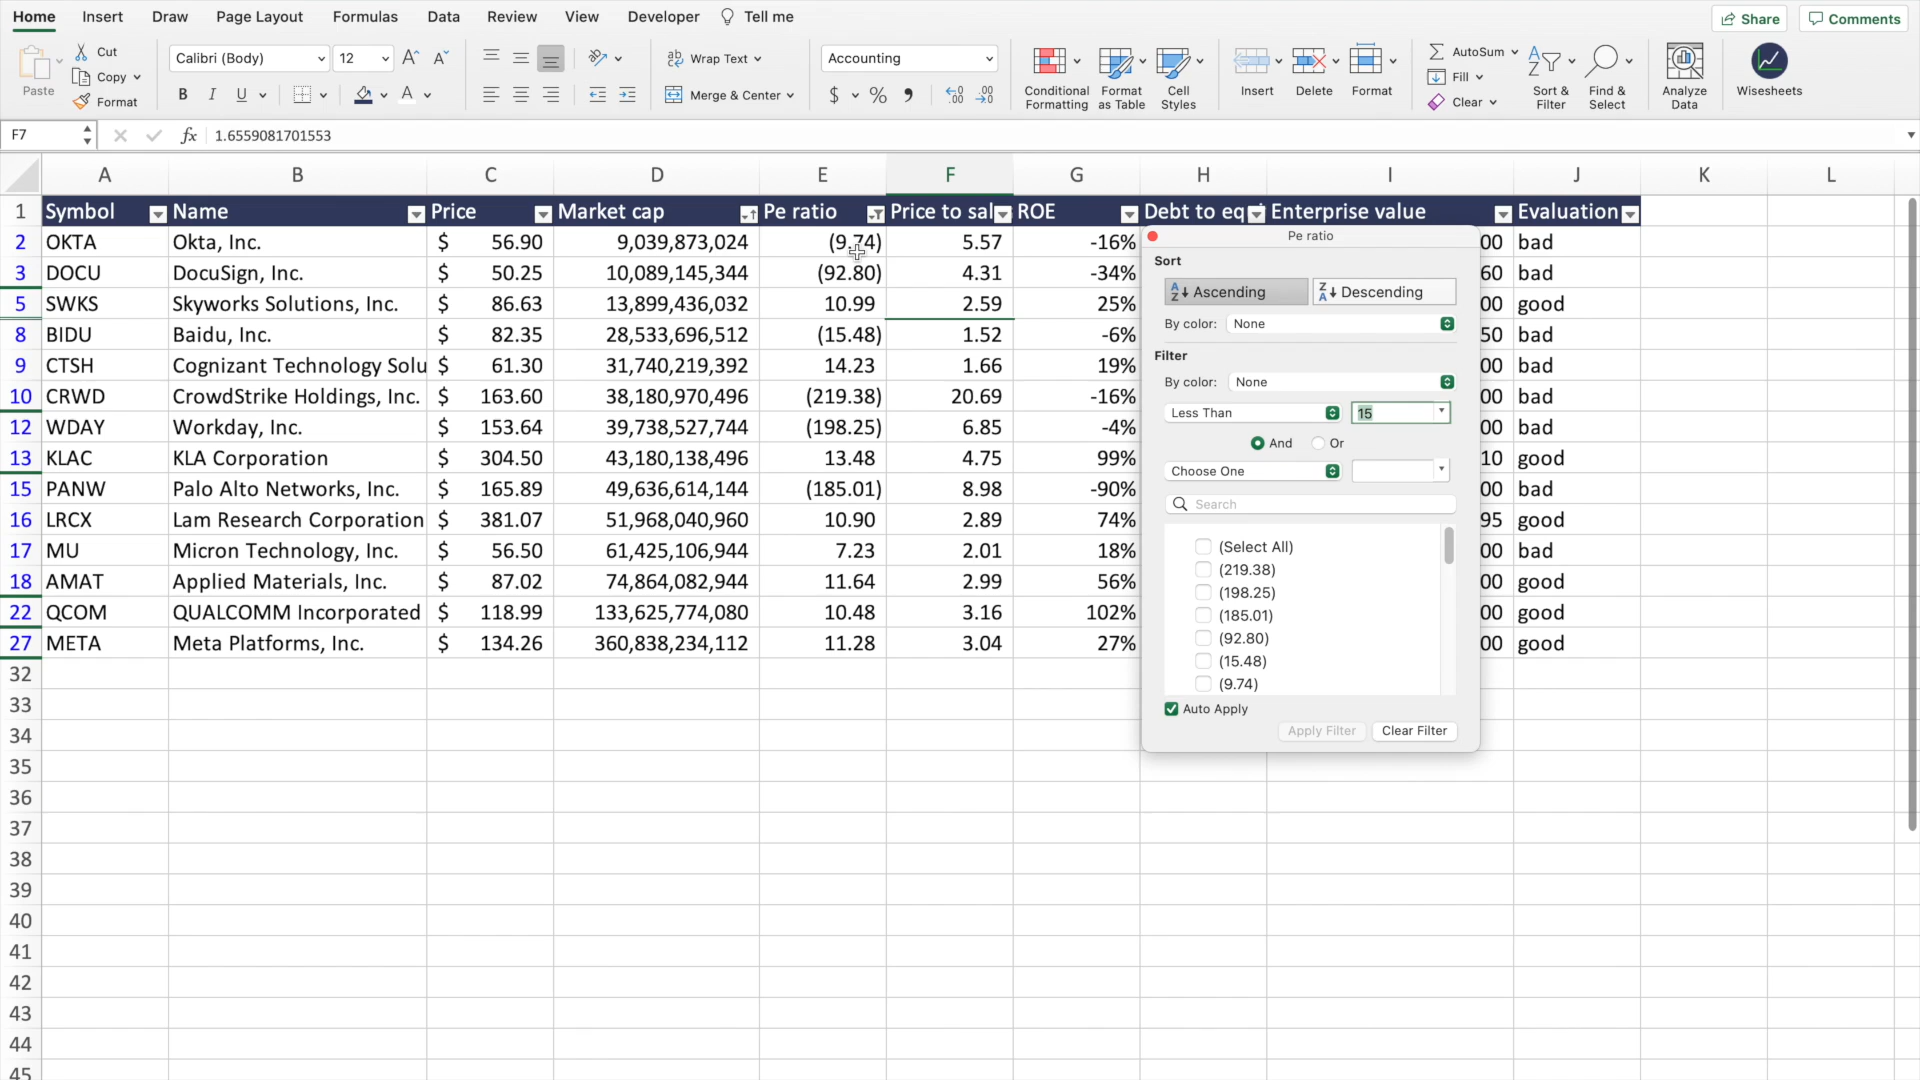 Home Insert Draw Page Layout Formulas Data Review View Developer Tell me Share Comments
Paste Cut Copy Format
Calibri (Body) 12 A^ A˅
B I U A
Wrap Text
Merge & Center
Accounting
$ % 9
Conditional Formatting Format as Table Cell Styles Insert Delete Format
AutoSum Fill Clear
Sort & Filter Find & Select Analyze Data Wisesheets
F7 fx 1.6559081701553
A B C D E F G H I J K L
1 Symbol Name Price Market cap Pe ratio Price to sal ROE Debt to eq Enterprise value Evaluation
2 OKTA Okta, Inc. $ 56.90 9,039,873,024 (9.74) 5.57 -16% 00 bad
3 DOCU DocuSign, Inc. $ 50.25 10,089,145,344 (92.80) 4.31 -34% 60 bad
5 SWKS Skyworks Solutions, Inc. $ 86.63 13,899,436,032 10.99 2.59 25% 00 good
8 BIDU Baidu, Inc. $ 82.35 28,533,696,512 (15.48) 1.52 -6% 50 bad
9 CTSH Cognizant Technology Solu $ 61.30 31,740,219,392 14.23 1.66 19% 00 bad
10 CRWD CrowdStrike Holdings, Inc. $ 163.60 38,180,970,496 (219.38) 20.69 -16% 00 bad
12 WDAY Workday, Inc. $ 153.64 39,738,527,744 (198.25) 6.85 -4% 00 bad
13 KLAC KLA Corporation $ 304.50 43,180,138,496 13.48 4.75 99% 10 good
15 PANW Palo Alto Networks, Inc. $ 165.89 49,636,614,144 (185.01) 8.98 -90% 00 bad
16 LRCX Lam Research Corporation $ 381.07 51,968,040,960 10.90 2.89 74% 95 good
17 MU Micron Technology, Inc. $ 56.50 61,425,106,944 7.23 2.01 18% 00 bad
18 AMAT Applied Materials, Inc. $ 87.02 74,864,082,944 11.64 2.99 56% 00 good
22 QCOM QUALCOMM Incorporated $ 118.99 133,625,774,080 10.48 3.16 102% 00 good
27 META Meta Platforms, Inc. $ 134.26 360,838,234,112 11.28 3.04 27% 00 good
32
33
34
35
36
37
38
39
40
41
42
43
44
45
Pe ratio
Sort
Ascending Descending
By color: None
Filter
By color: None
Less Than 15
And Or
Choose One
Search
(Select All)
(219.38)
(198.25)
(185.01)
(92.80)
(15.48)
(9.74)
Auto Apply
Apply Filter Clear Filter